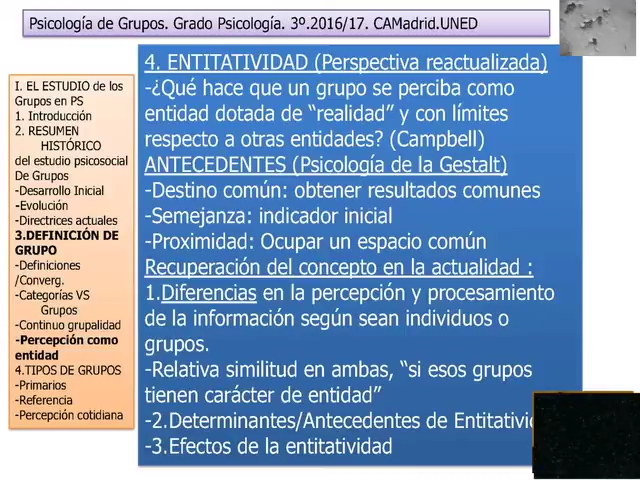 Psicología de Grupos. Grado Psicología. 3º.2016/17. CAMadrid.UNED
I. EL ESTUDIO de los
Grupos en PS
1. Introducción
2. RESUMEN
HISTÓRICO
del estudio psicosocial
De Grupos
-Desarrollo Inicial
-Evolución
-Directrices actuales
3.DEFINICIÓN DE
GRUPO
-Definiciones
/Converg.
-Categorías VS
Grupos
-Continuo grupalidad
-Percepción como
entidad
4.TIPOS DE GRUPOS
-Primarios
-Referencia
-Percepción cotidiana
4. ENTITATIVIDAD (Perspectiva reactualizada)
-¿Qué hace que un grupo se perciba como
entidad dotada de “realidad” y con límites
respecto a otras entidades? (Campbell)
ANTECEDENTES (Psicología de la Gestalt)
-Destino común: obtener resultados comunes
-Semejanza: indicador inicial
-Proximidad: Ocupar un espacio común
Recuperación del concepto en la actualidad :
1.Diferencias en la percepción y procesamiento
de la información según sean individuos o
grupos.
-Relativa similitud en ambas, “si esos grupos
tienen carácter de entidad”
-2.Determinantes/Antecedentes de
-3.Efectos de la entitatividad